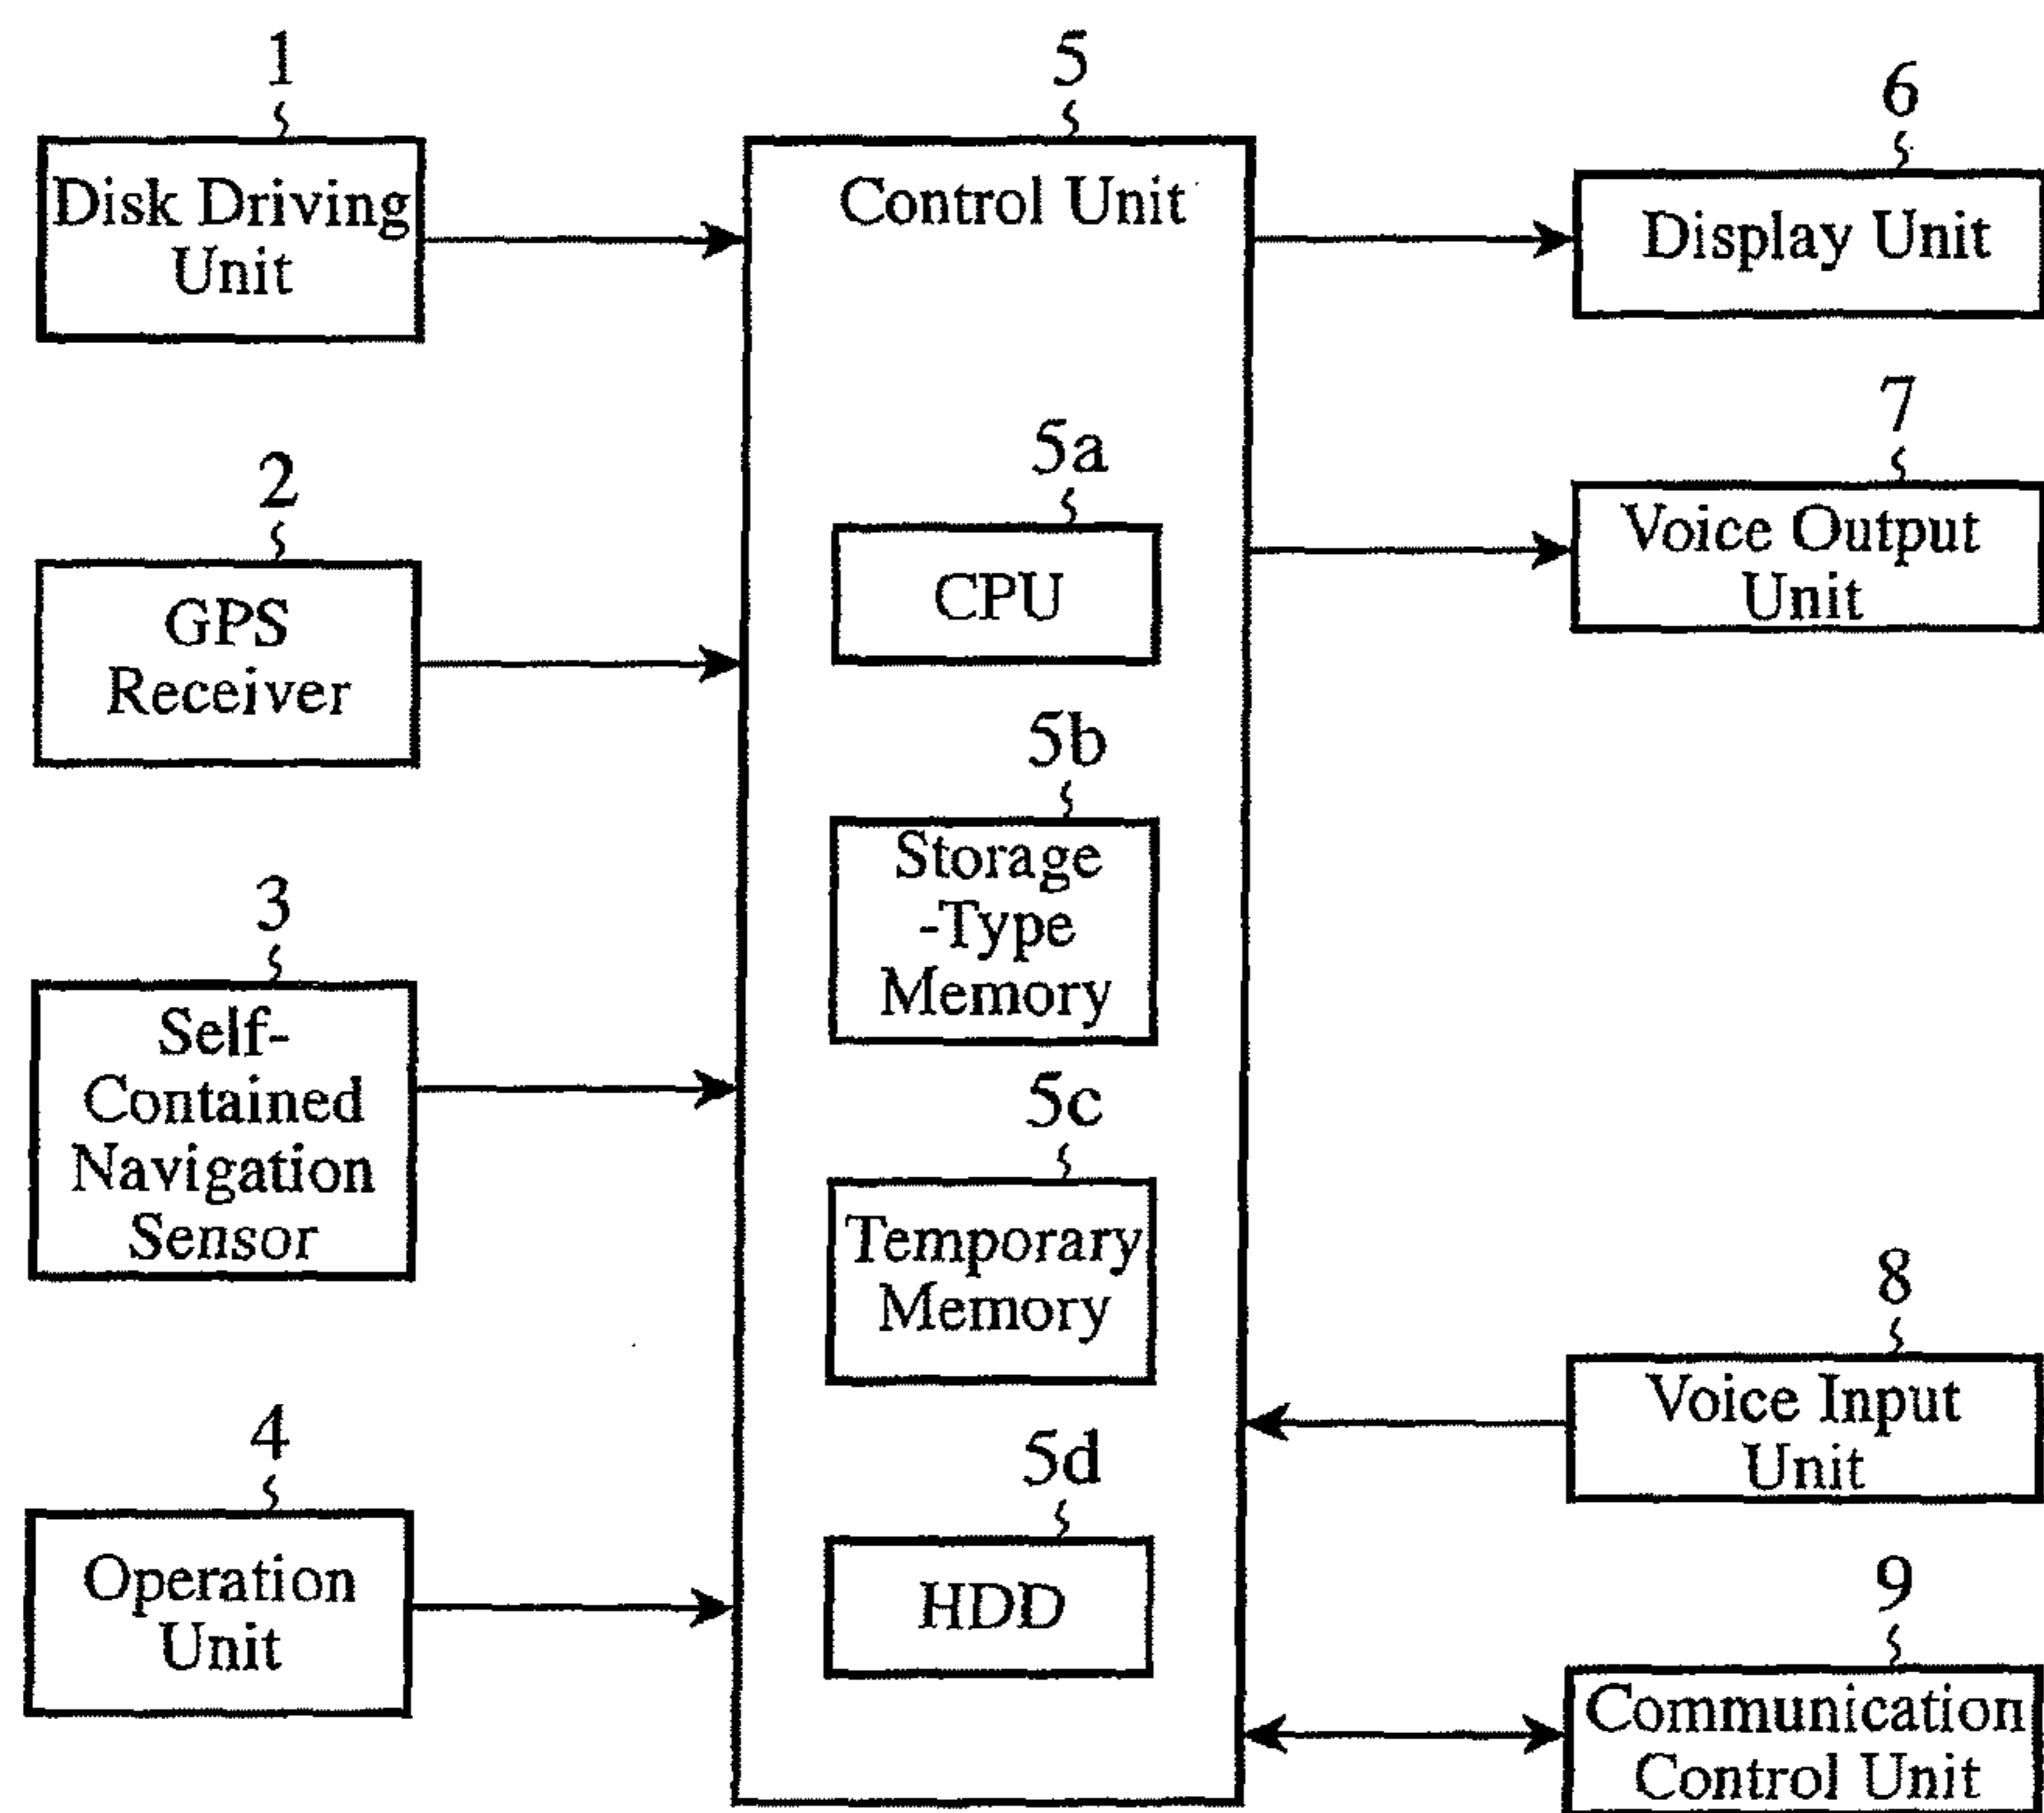 1
Disk Driving
Unit
2
GPS
Receiver
3
Self-
Contained
Navigation
Sensor
4
Operation
Unit
5
Control Unit
5a
CPU
5b
Storage
-Type
Memory
5c
Temporary
Memory
5d
HDD
6
Display Unit
7
Voice Output
Unit
8
Voice Input
Unit
9
Communication
Control Unit